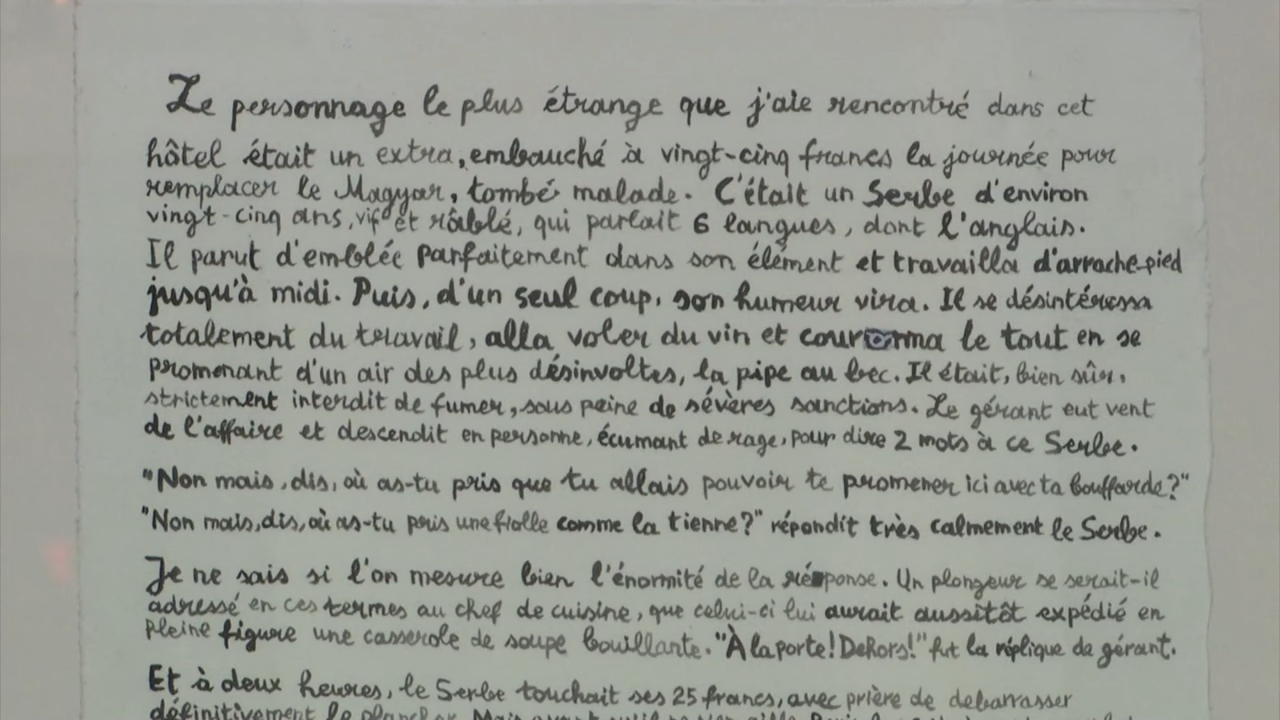 Le personnage le plus étrange que j'aie rencontré dans cet
hôtel était un extra, embauché à vingt-cinq francs la journée pour
remplacer le Magyar, tombé malade. C'était un Serbe d'environ
vingt-cinq ans, vif et râblé, qui parlait 6 langues, dont l'anglais.
Il parut d'emblée parfaitement dans son élément et travailla d'arrache-pied
jusqu'à midi. Puis, d'un seul coup, son humeur vira. Il se désintéressa
totalement du travail, alla voler du vin et couronna le tout en se
promenant d'un air des plus désinvoltes, la pipe au bec. Il était, bien sûr,
strictement interdit de fumer, sous peine de sévères sanctions. Le gérant eut vent
de l'affaire et descendit en personne, écumant de rage, pour dire 2 mots à ce Serbe.
"Non mais, dis, où as-tu pris que tu allais pouvoir te promener ici avec ta bouffarde?"
"Non mais, dis, où as-tu pris une fiolle comme la tienne?" répondit très calmement le Serbe.
Je ne sais si l'on mesure bien l'énormité de la réponse. Un plongeur se serait-il
adressé en ces termes au chef de cuisine, que celui-ci lui aurait aussitôt expédié en
pleine figure une casserole de soupe bouillante. "À la porte! Dehors!" fut la réplique du gérant.
Et à deux heures, le Serbe touchait ses 25 francs, avec prière de debarrasser
définitivement le plancher. Mais avant